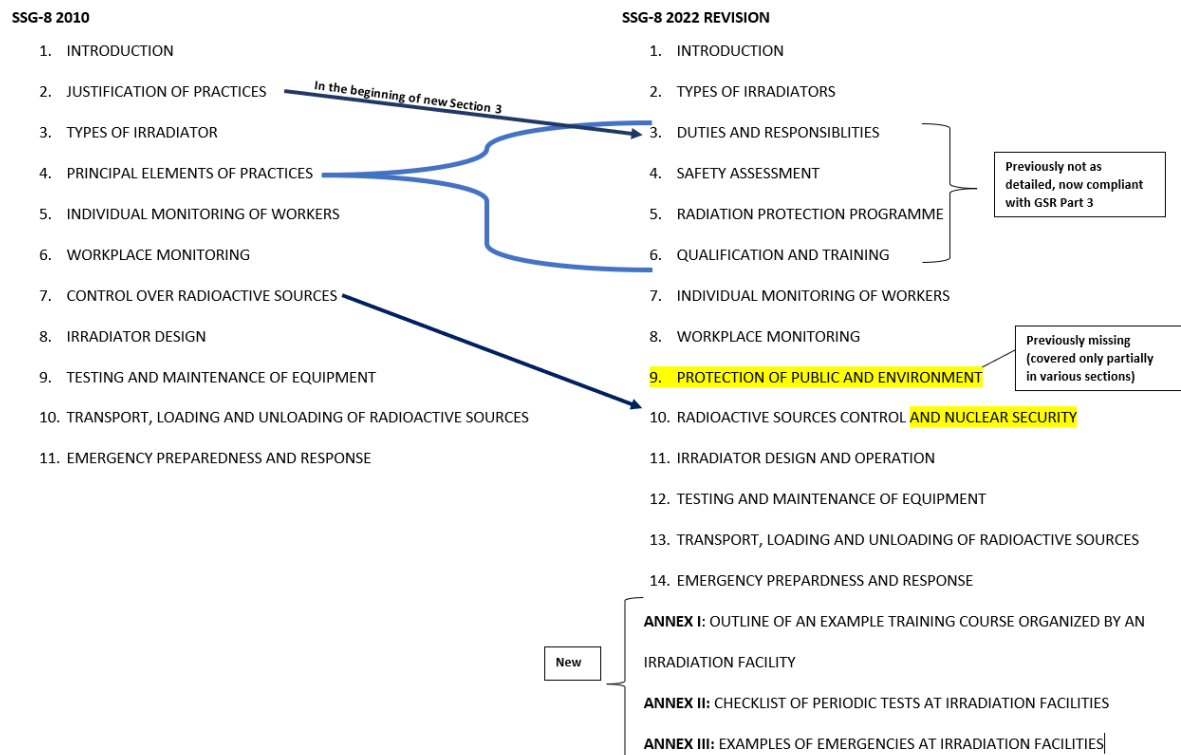 SSG-8 2010
1. INTRODUCTION
2. JUSTIFICATION OF PRACTICES
3. TYPES OF IRRADIATOR
4. PRINCIPAL ELEMENTS OF PRACTICES
5. INDIVIDUAL MONITORING OF WORKERS
6. WORKPLACE MONITORING
7. CONTROL OVER RADIOACTIVE SOURCES
8. IRRADIATOR DESIGN
9. TESTING AND MAINTENANCE OF EQUIPMENT
10. TRANSPORT, LOADING AND UNLOADING OF RADIOACTIVE SOURCES
11. EMERGENCY PREPAREDNESS AND RESPONSE
In the beginning of new Section 3
SSG-8 2022 REVISION
1. INTRODUCTION
2. TYPES OF IRRADIATORS
3. DUTIES AND RESPONSIBLITIES
4. SAFETY ASSESSMENT
5. RADIATION PROTECTION PROGRAMME
6. QUALIFICATION AND TRAINING
Previously not as
detailed, now compliant
with GSR Part 3
7. INDIVIDUAL MONITORING OF WORKERS
8. WORKPLACE MONITORING
9. PROTECTION OF PUBLIC AND ENVIRONMENT
Previously missing
(covered only partially
in various sections)
10. RADIOACTIVE SOURCES CONTROL AND NUCLEAR SECURITY
11. IRRADIATOR DESIGN AND OPERATION
12. TESTING AND MAINTENANCE OF EQUIPMENT
13. TRANSPORT, LOADING AND UNLOADING OF RADIOACTIVE SOURCES
14. EMERGENCY PREPARDNESS AND RESPONSE
New
ANNEX I: OUTLINE OF AN EXAMPLE TRAINING COURSE ORGANIZED BY AN
IRRADIATION FACILITY
ANNEX II: CHECKLIST OF PERIODIC TESTS AT IRRADIATION FACILITIES
ANNEX III: EXAMPLES OF EMERGENCIES AT IRRADIATION FACILITIES